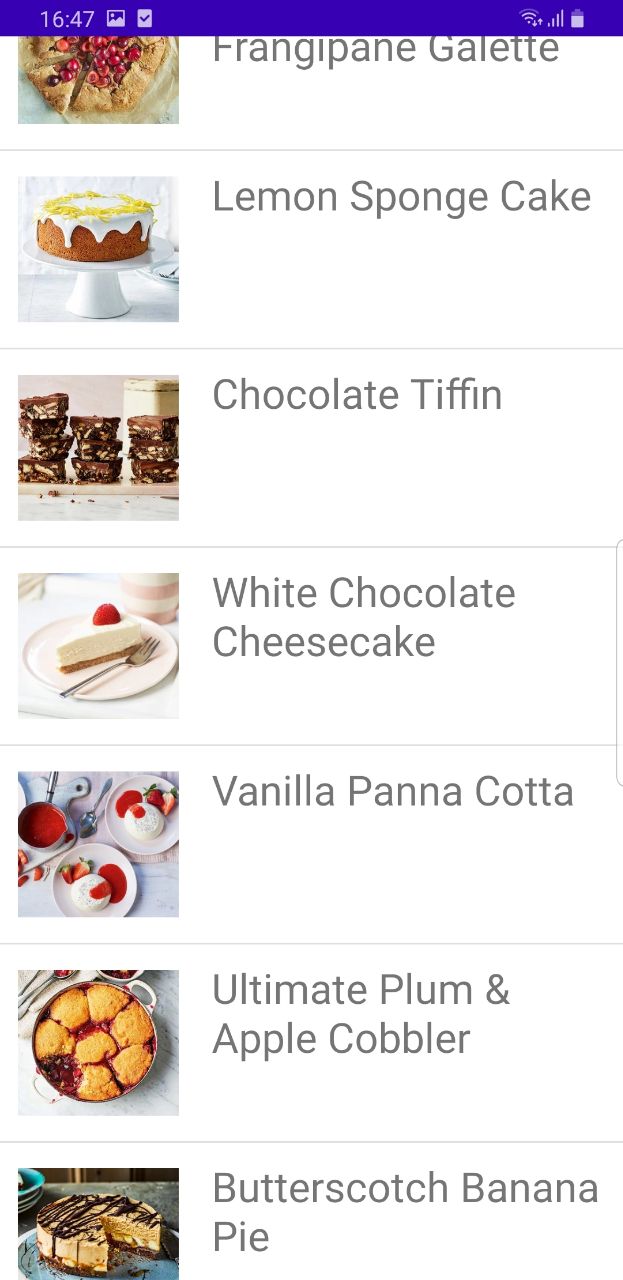 16:47
Frangipane Galette
Lemon Sponge Cake
Chocolate Tiffin
White Chocolate
Cheesecake
Vanilla Panna Cotta
Ultimate Plum &
Apple Cobbler
Butterscotch Banana
Pie